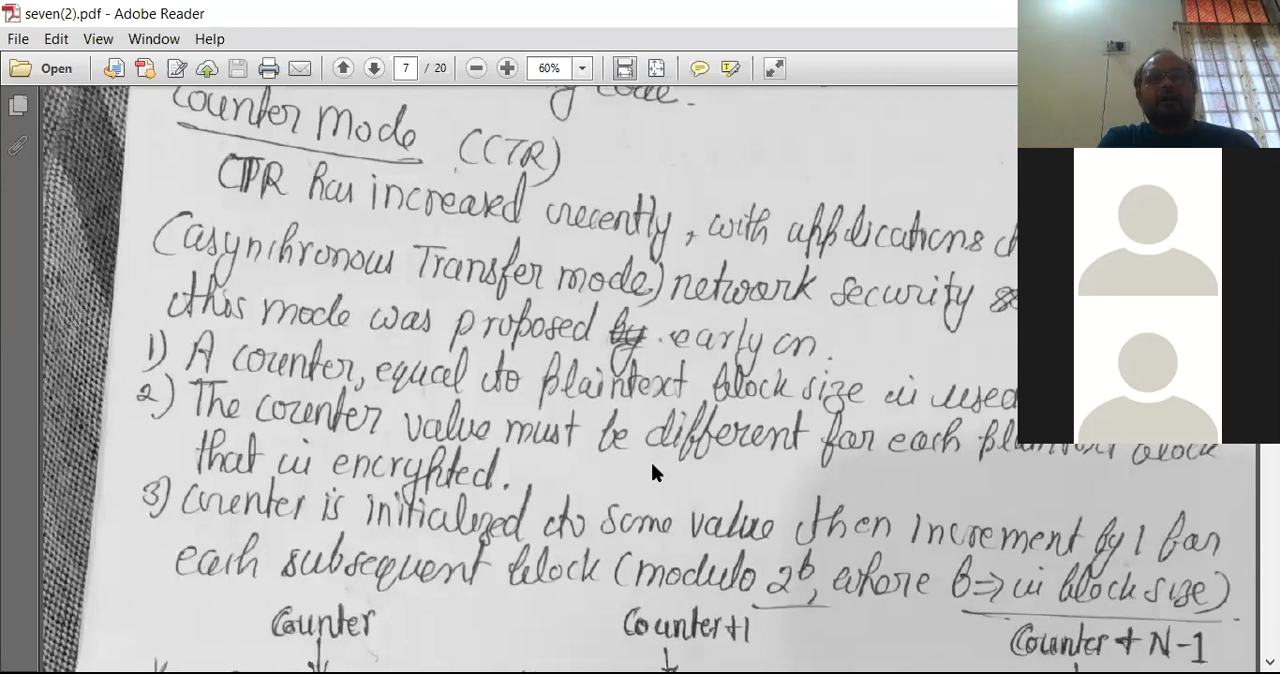 seven(2).pdf - Adobe Reader
File Edit View Window Help
Open 7 / 20 60%
code.
Counter Mode (CTR)
CTR has increased recently, with applications
(asynchronous Transfer mode) network security
this mode was proposed by early on.
1) A counter, equal to plaintext block size is used
2) The counter value must be different for each plaintext block
that is encrypted.
3) Counter is initialized to some value then increment by 1 for
each subsequent block (modulo 2^b, where b => is block size)
Counter Counter+1 Counter + N-1